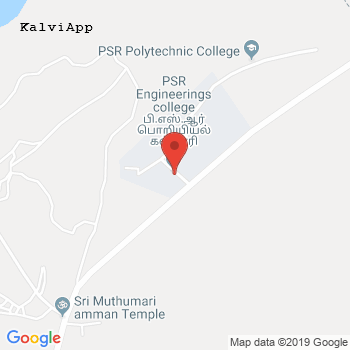 KalviApp
PSR Polytechnic College
PSR
Engineerings
college
பி.எஸ்.ஆர்
பொறியியல்
Sri Muthumari
amman Temple
Google
Map data ©2019 Google